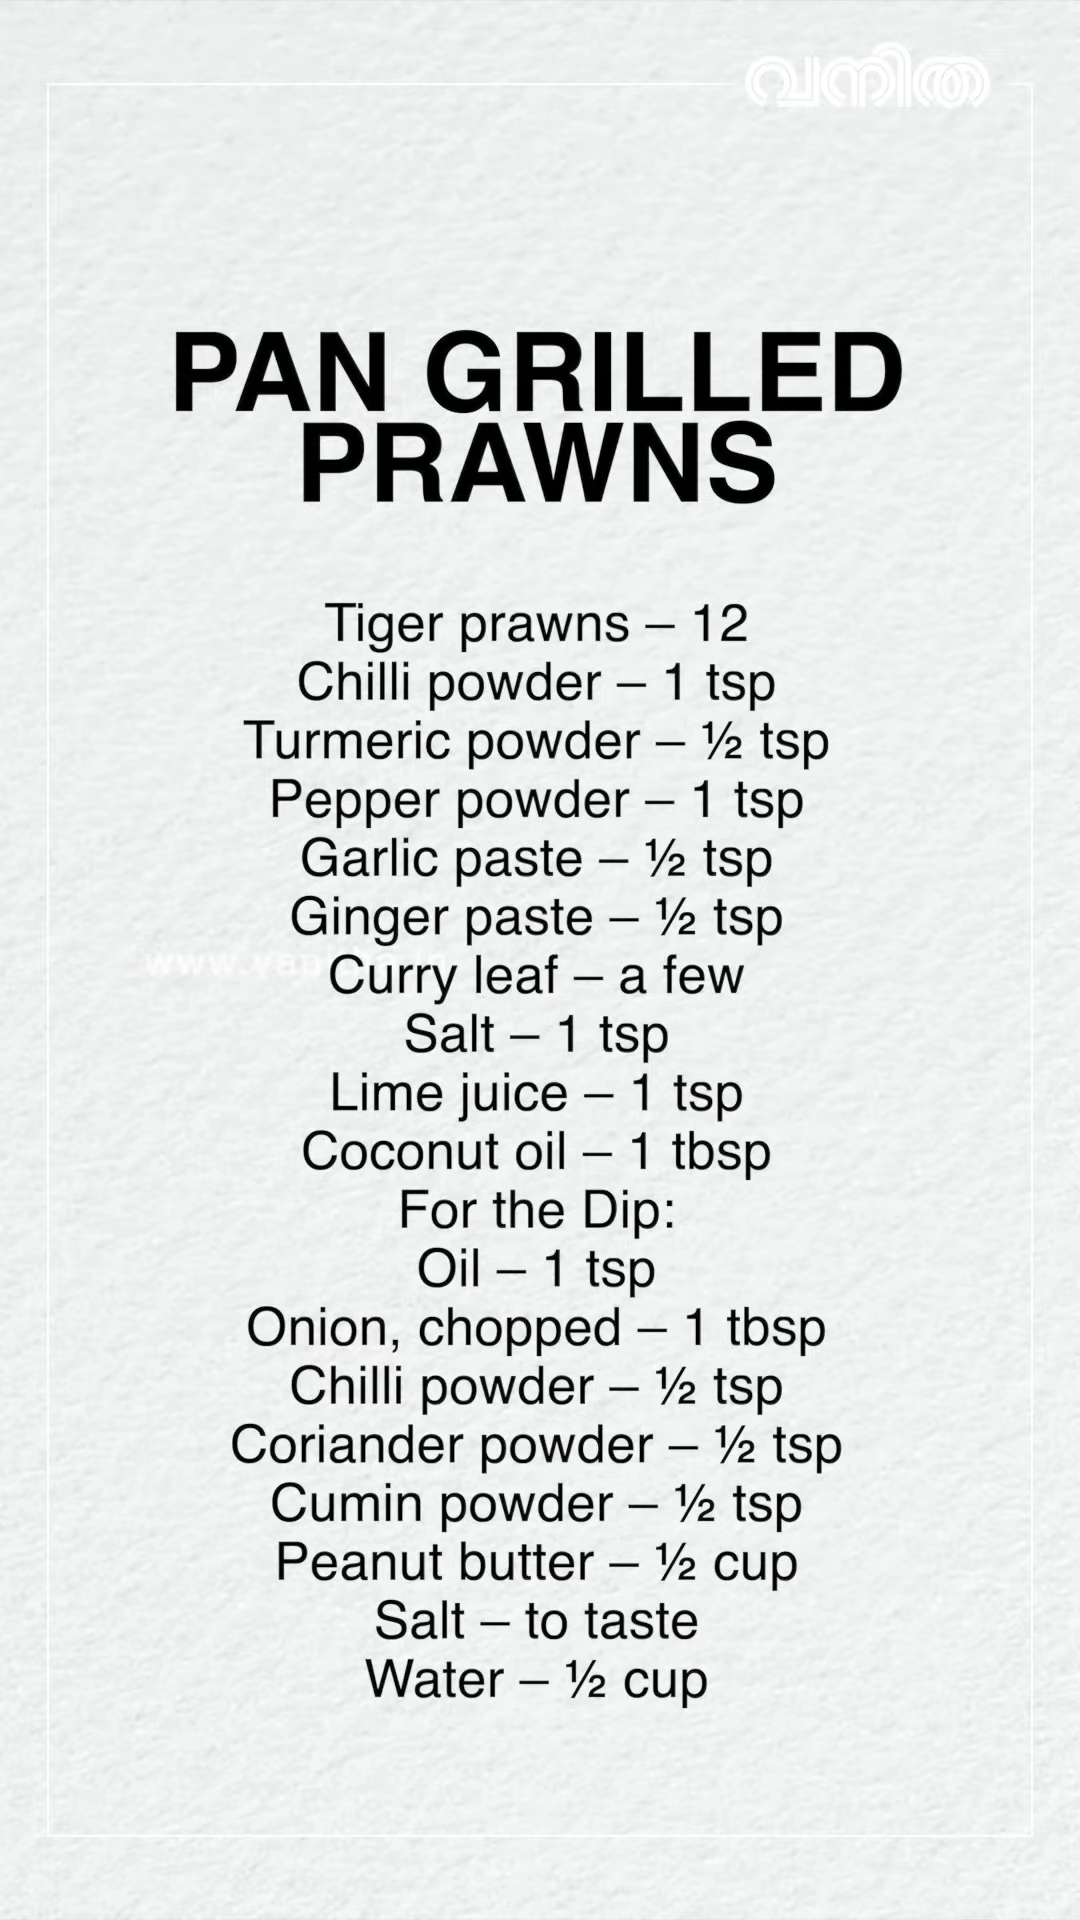 വനിത
PAN GRILLED
PRAWNS
Tiger prawns – 12
Chilli powder – 1 tsp
Turmeric powder – ½ tsp
Pepper powder – 1 tsp
Garlic paste – ½ tsp
Ginger paste – ½ tsp
Curry leaf – a few
Salt – 1 tsp
Lime juice – 1 tsp
Coconut oil – 1 tbsp
For the Dip:
Oil – 1 tsp
Onion, chopped – 1 tbsp
Chilli powder – ½ tsp
Coriander powder – ½ tsp
Cumin powder – ½ tsp
Peanut butter – ½ cup
Salt – to taste
Water – ½ cup